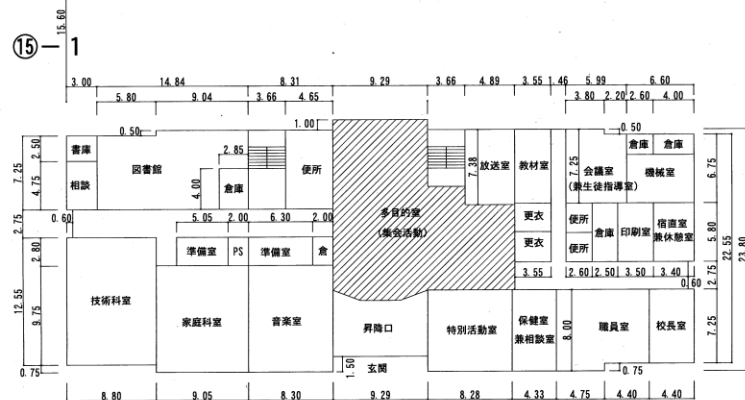 15.60
⑮－1
3.00 14.84 8.31 9.29 3.66 4.89 3.55 1.46 5.99 6.60
5.80 9.04 3.66 4.65 3.80 2.20 2.60 4.00
1.00
0.50 0.50
書庫 倉庫 倉庫
図書館 2.85 便所 放送室 教材室 会議室 機械室
(兼生徒指導室)
相談 倉庫
7.25 2.50 4.75 4.00 7.38 7.25 6.75
多目的室
(集会活動)
0.60 5.05 2.00 6.30 2.00
更衣 便所 倉庫 印刷室 宿直室
兼休憩室
更衣 便所
2.75 2.80 5.80 22.55 23.80
準備室 PS 準備室 倉
3.55 2.60 2.50 3.50 3.40 2.75
0.60
技術科室 家庭科室 音楽室 昇降口 特別活動室 保健室
兼相談室
職員室 校長室
12.55 9.75 8.00 7.25
玄関
0.75 1.50 0.75
8.80 9.05 8.30 9.29 8.28 4.33 4.75 4.40 4.40